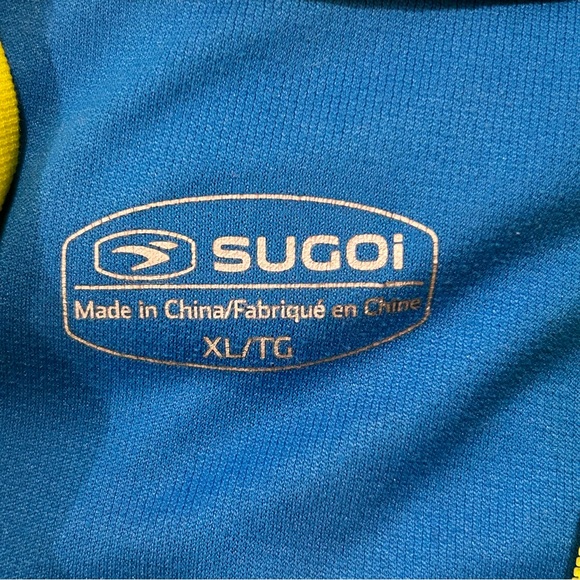 SUGOi
Made in China/Fabriqué en Chine
XL/TG